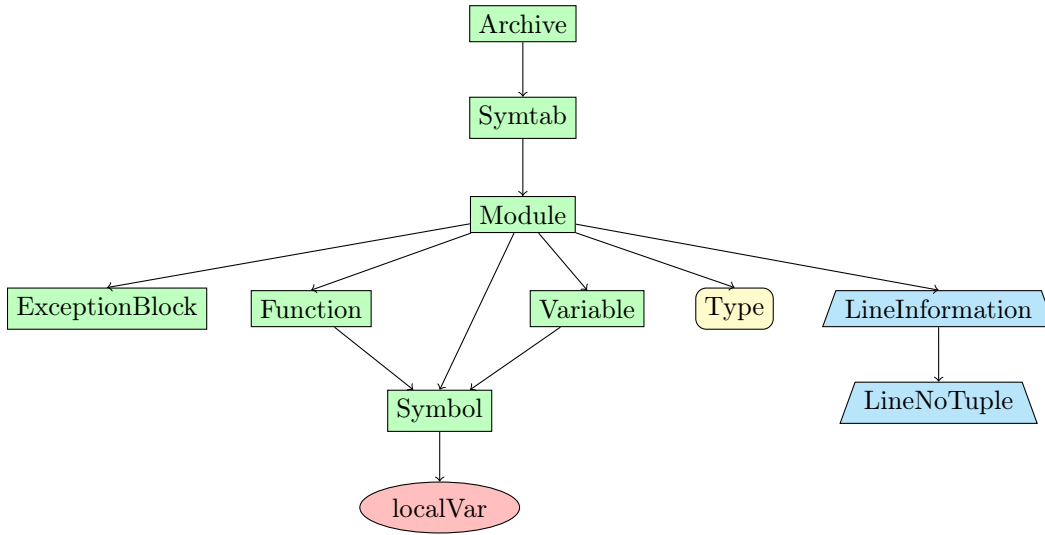 Archive
Symtab
Module
ExceptionBlock
Function
Variable
Type
LineInformation
Symbol
LineNoTuple
localVar